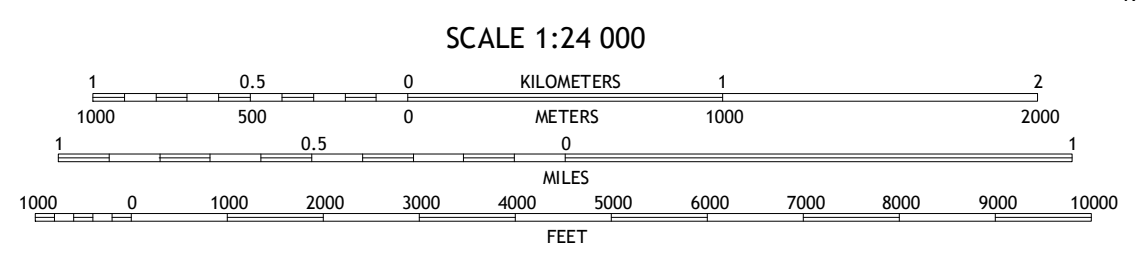 SCALE 1:24 000
1 0.5 0 KILOMETERS 1 2
1000 500 0 METERS 1000 2000
1 0.5 0 1
MILES
1000 0 1000 2000 3000 4000 5000 6000 7000 8000 9000 10000
FEET